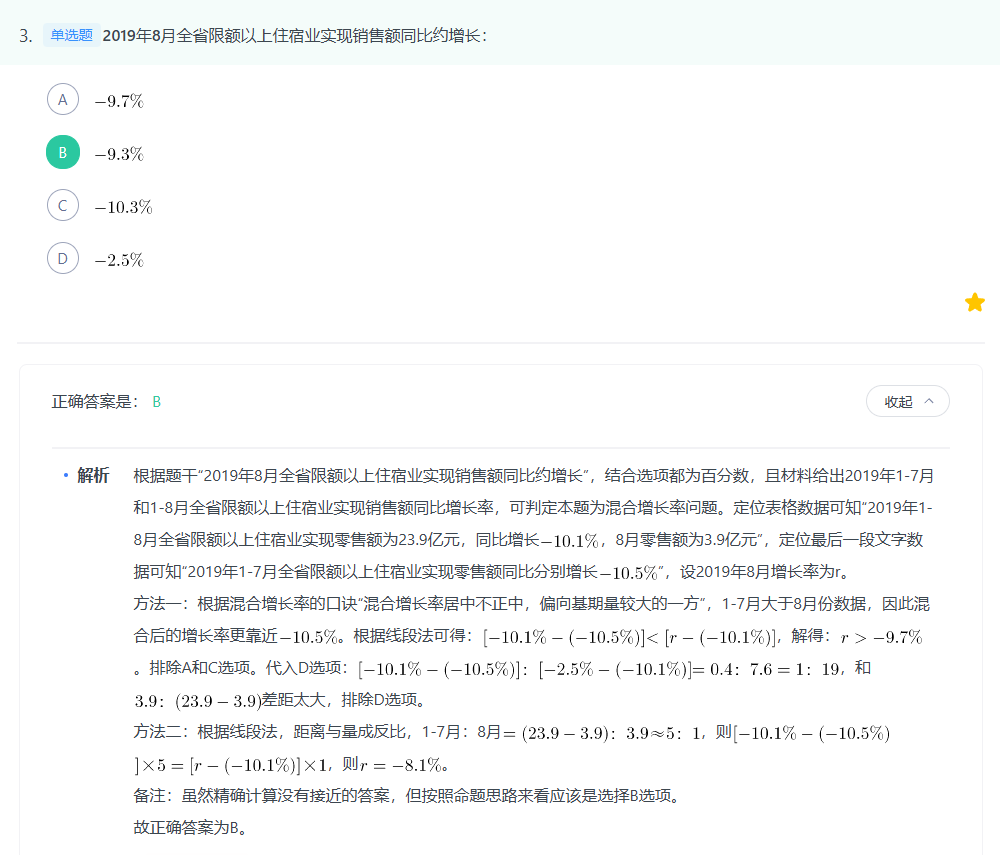 3. 单选题 2019年8月全省限额以上住宿业实现销售额同比约增长：
A −9.7%
B −9.3%
C −10.3%
D −2.5%
正确答案是： B 收起
• 解析 根据题干“2019年8月全省限额以上住宿业实现销售额同比约增长”，结合选项都为百分数，且材料给出2019年1-7月
和1-8月全省限额以上住宿业实现销售额同比增长率，可判定本题为混合增长率问题。定位表格数据可知“2019年1-
8月全省限额以上住宿业实现零售额为23.9亿元，同比增长−10.1%，8月零售额为3.9亿元”，定位最后一段文字数
据可知“2019年1-7月全省限额以上住宿业实现零售额同比分别增长−10.5%”，设2019年8月增长率为r。
方法一：根据混合增长率的口诀“混合增长率居中不正中，偏向基期量较大的一方”，1-7月大于8月份数据，因此混
合后的增长率更靠近−10.5%。根据线段法可得：[−10.1%−(−10.5%)]<[r−(−10.1%)]，解得：r>−9.7%
。排除A和C选项。代入D选项：[−10.1%−(−10.5%)]：[−2.5%−(−10.1%)]=0.4：7.6=1：19，和
3.9：(23.9−3.9)差距太大，排除D选项。
方法二：根据线段法，距离与量成反比，1-7月：8月=(23.9−3.9)：3.9≈5：1，则[−10.1%−(−10.5%)
]×5=[r−(−10.1%)]×1，则r=−8.1%。
备注：虽然精确计算没有接近的答案，但按照命题思路来看应该是选择B选项。
故正确答案为B。